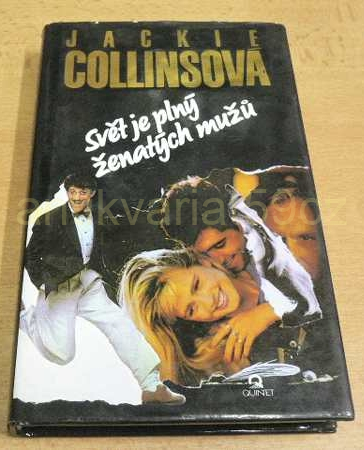 JACKIE
COLLINSOVÁ
Svět je plný
ženatých mužů
QUINTET